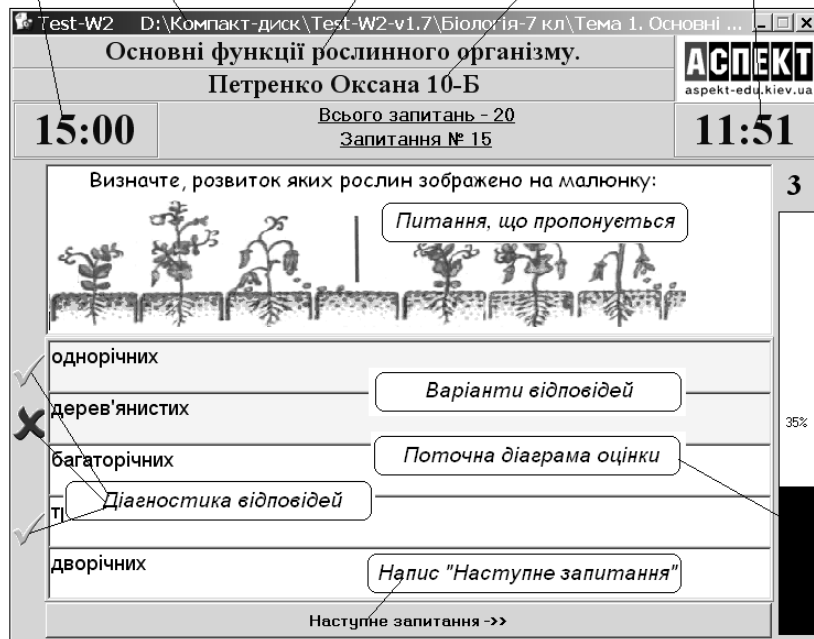 Test-W2 D:\Компакт-диск\Test-W2-v1.7\Біологія-7 кл\Тема 1. Основні ...
Основні функції рослинного організму.
Петренко Оксана 10-Б
АСПЕКТ
aspekt-edu.kiev.ua
15:00
Всього запитань - 20
Запитання № 15
11:51
Визначте, розвиток яких рослин зображено на малюнку:
3
Питання, що пропонується
однорічних
Варіанти відповідей
дерев'янистих
35%
багаторічних
Поточна діаграма оцінки
Діагностика відповідей
дворічних
Напис "Наступне запитання"
Наступне запитання ->>